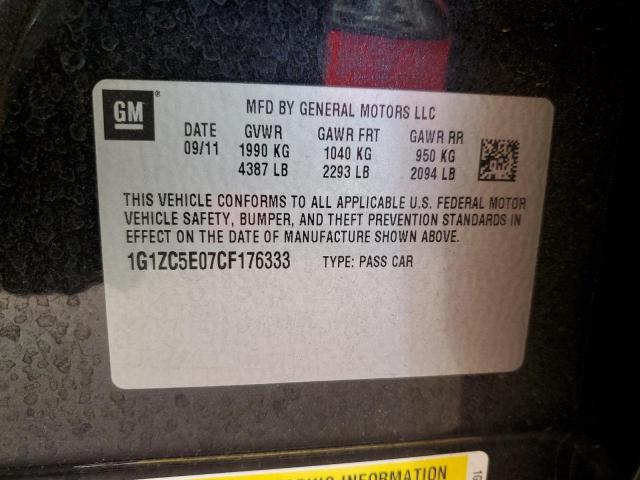 GM ®
MFD BY GENERAL MOTORS LLC
DATE GVWR GAWR FRT GAWR RR
09/11 1990 KG 1040 KG 950 KG
4387 LB 2293 LB 2094 LB
THIS VEHICLE CONFORMS TO ALL APPLICABLE U.S. FEDERAL MOTOR
VEHICLE SAFETY, BUMPER, AND THEFT PREVENTION STANDARDS IN
EFFECT ON THE DATE OF MANUFACTURE SHOWN ABOVE.
1G1ZC5E07CF176333 TYPE: PASS CAR
INFORMATION
1G